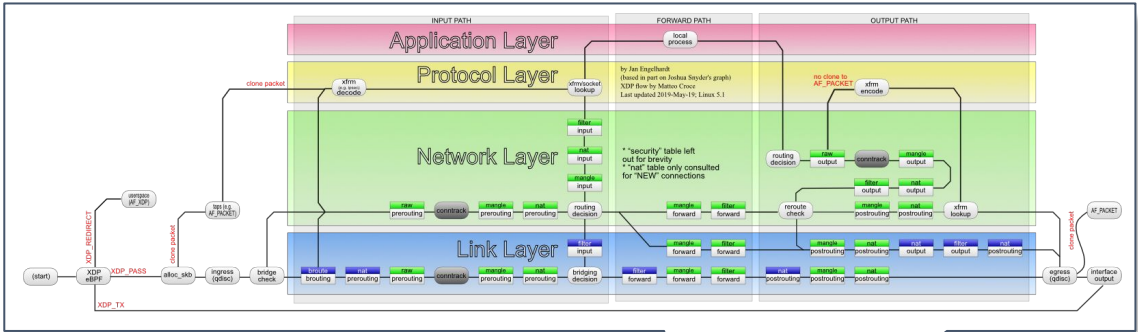 INPUT PATH
FORWARD PATH
OUTPUT PATH
Application Layer
local
process
Protocol Layer
clone packet
xfrm
(e.g. ipsec)
decode
xfrm/socket
lookup
by Jan Engelhardt
(based in part on Joshua Snyder's graph)
XDP flow by Matteo Croce
Last updated 2019-May-19; Linux 5.1
no clone to
AF_PACKET
xfrm
encode
Network Layer
filter
input
nat
input
mangle
input
* "security" table left
out for brevity
* "nat" table only consulted
for "NEW" connections
routing
decision
raw
output
conntrack
mangle
output
filter
output
nat
output
userspace
(AF_XDP)
taps (e.g.
AF_PACKET)
raw
prerouting
conntrack
mangle
prerouting
nat
prerouting
routing
decision
mangle
forward
filter
forward
reroute
check
mangle
postrouting
nat
postrouting
xfrm
lookup
AF_PACKET
XDP_REDIRECT
clone packet
clone packet
Link Layer
filter
input
mangle
forward
filter
forward
mangle
postrouting
nat
postrouting
nat
output
filter
output
nat
postrouting
(start)
XDP
eBPF
XDP_PASS
alloc_skb
ingress
(qdisc)
bridge
check
broute
brouting
nat
prerouting
raw
prerouting
conntrack
mangle
prerouting
nat
prerouting
bridging
decision
filter
forward
mangle
forward
filter
forward
nat
postrouting
mangle
postrouting
nat
postrouting
egress
(qdisc)
interface
output
XDP_TX